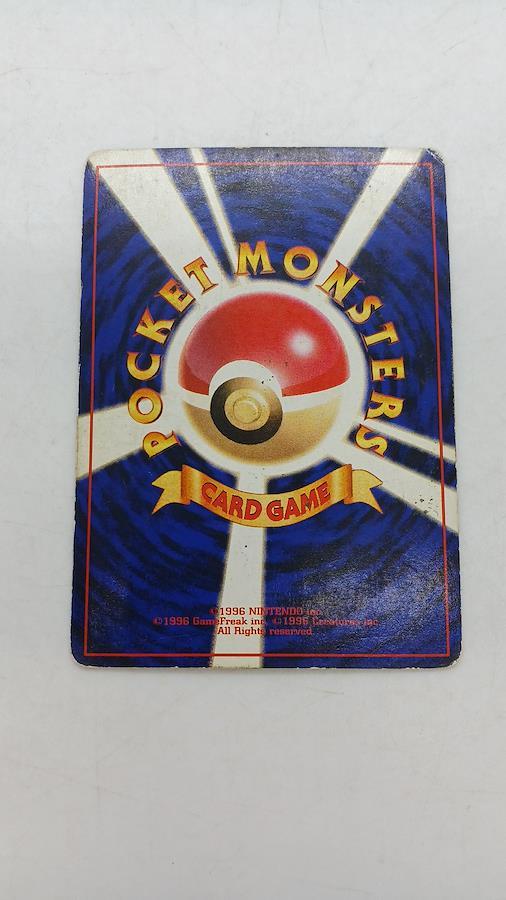 POCKET MONSTERS
CARD GAME
©1996 NINTENDO inc.
©1996 GameFreak inc. ©1996 Creatures inc
All Rights reserved.